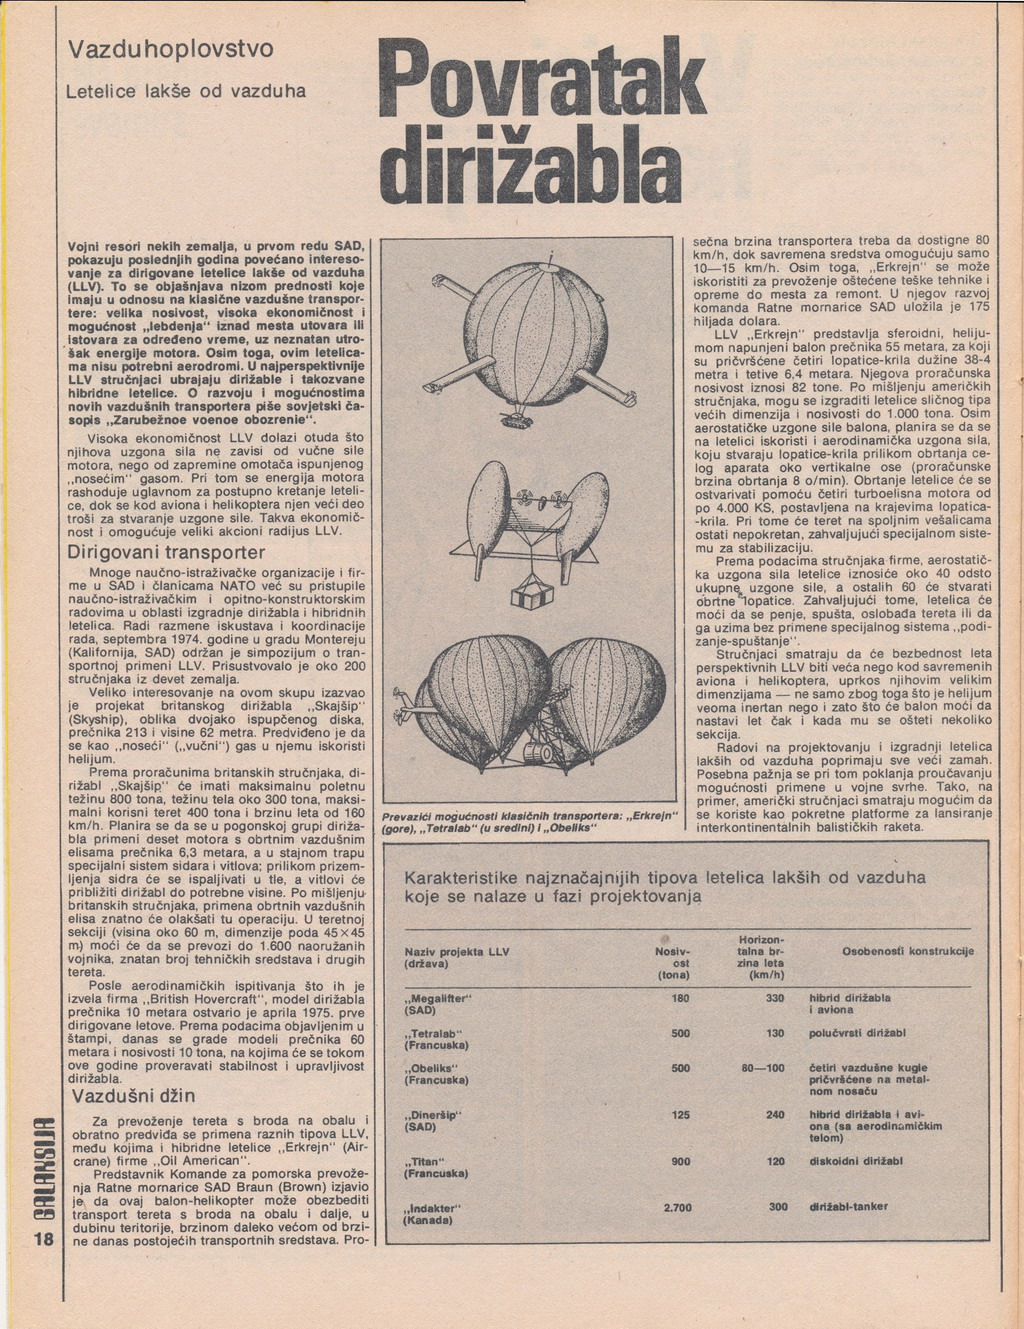 Vazduhoplovstvo
Letelice lakše od vazduha
Povratak
dirižabla
Vojni resori nekih zemalja, u prvom redu SAD,
pokazuju poslednjih godina povećano intereso-
vanje za dirigovane letelice lakše od vazduha
(LLV). To se objašnjava nizom prednosti koje
imaju u odnosu na klasične vazdušne transpor-
tere: velika nosivost, visoka ekonomičnost i
mogućnost „lebdenja“ iznad mesta utovara ili
istovara za određeno vreme, uz neznatan utro-
šak energije motora. Osim toga, ovim letelica-
ma nisu potrebni aerodromi. U najperspektivnije
LLV stručnjaci ubrajaju dirižable i takozvane
hibridne letelice. O razvoju i mogućnostima
novih vazdušnih transportera piše sovjetski ča-
sopis „Zarubežnoe voenoe obozrenie“.
Visoka ekonomičnost LLV dolazi otuda što
njihova uzgona sila ne zavisi od vučne sile
motora, nego od zapremine omotača ispunjenog
„nosećim“ gasom. Pri tom se energija motora
rashoduje uglavnom za postupno kretanje leteli-
ce, dok se kod aviona i helikoptera njen veći deo
troši za stvaranje uzgone sile. Takva ekonomič-
nost i omogućuje veliki akcioni radijus LLV.
Dirigovani transporter
Mnoge naučno-istraživačke organizacije i fir-
me u SAD i članicama NATO već su pristupile
naučno-istraživačkim i opitno-konstruktorskim
radovima u oblasti izgradnje dirižabla i hibridnih
letelica. Radi razmene iskustava i koordinacije
rada, septembra 1974. godine u gradu Montereju
(Kalifornija, SAD) održan je simpozijum o tran-
sportnoj primeni LLV. Prisustvovalo je oko 200
stručnjaka iz devet zemalja.
Veliko interesovanje na ovom skupu izazvao
je projekat britanskog dirižabla „Skajšip“
(Skyship), oblika dvojako ispupčenog diska,
prečnika 213 i visine 62 metra. Predviđeno je da
se kao „noseći“ („vučni“) gas u njemu iskoristi
helijum.
Prema proračunima britanskih stručnjaka, di-
rižabl „Skajšip“ će imati maksimalnu poletnu
težinu 800 tona, težinu tela oko 300 tona, maksi-
malni korisni teret 400 tona i brzinu leta od 160
km/h. Planira se da se u pogonskoj grupi diriža-
bla primeni deset motora s obrtnim vazdušnim
elisama prečnika 6,3 metara, a u stajnom trapu
specijalni sistem sidara i vitlova; prilikom prizem-
ljenja sidra će se ispaljivati u tle, a vitlovi će
približiti dirižabl do potrebne visine. Po mišljenju
britanskih stručnjaka, primena obrtnih vazdušnih
elisa znatno će olakšati tu operaciju. U teretnoj
sekciji (visina oko 60 m, dimenzije poda 45×45
m) moći će da se prevozi do 1.600 naoružanih
vojnika, znatan broj tehničkih sredstava i drugih
tereta.
Posle aerodinamičkih ispitivanja što ih je
izvela firma „British Hovercraft“, model dirižabla
prečnika 10 metara ostvario je aprila 1975. prve
dirigovane letove. Prema podacima objavljenim u
štampi, danas se grade modeli prečnika 60
metara i nosivosti 10 tona, na kojima će se tokom
ove godine proveravati stabilnost i upravljivost
dirižabla.
Vazdušni džin
Za prevoženje tereta s broda na obalu i
obratno predviđa se primena raznih tipova LLV,
među kojima i hibridne letelice „Erkrejn“ (Air-
crane) firme „Oil American“.
Predstavnik Komande za pomorska prevože-
nja Ratne mornarice SAD Braun (Brown) izjavio
je, da ovaj balon-helikopter može obezbediti
transport tereta s broda na obalu i dalje, u
dubinu teritorije, brzinom daleko većom od brzi-
ne danas postojećih transportnih sredstava. Pro-
GALAKSIJA
18
Prevazići mogućnosti klasičnih transportera: „Erkrejn“
(gore), „Tetralab“ (u sredini) i „Obeliks“
sečna brzina transportera treba da dostigne 80
km/h, dok savremena sredstva omogućuju samo
10—15 km/h. Osim toga, „Erkrejn“ se može
iskoristiti za prevoženje oštećene teške tehnike i
opreme do mesta za remont. U njegov razvoj
komanda Ratne mornarice SAD uložila je 175
hiljada dolara.
LLV „Erkrejn“ predstavlja sferoidni, heliju-
mom napunjeni balon prečnika 55 metara, za koji
su pričvršćene četiri lopatice-krila dužine 38-4
metra i tetive 6,4 metara. Njegova proračunska
nosivost iznosi 82 tone. Po mišljenju američkih
stručnjaka, mogu se izgraditi letelice sličnog tipa
većih dimenzija i nosivosti do 1.000 tona. Osim
aerostatičke uzgone sile balona, planira se da se
na letelici iskoristi i aerodinamička uzgona sila,
koju stvaraju lopatice-krila prilikom obrtanja ce-
log aparata oko vertikalne ose (proračunske
brzina obrtanja 8 o/min). Obrtanje letelice će se
ostvarivati pomoću četiri turboelisna motora od
po 4.000 KS, postavljena na krajevima lopatica-
-krila. Pri tome će teret na spoljnim vešalicama
ostati nepokretan, zahvaljujući specijalnom siste-
mu za stabilizaciju.
Prema podacima stručnjaka firme, aerostatič-
ka uzgona sila letelice iznosiće oko 40 odsto
ukupne uzgone sile, a ostalih 60 će stvarati
obrtne lopatice. Zahvaljujući tome, letelica će
moći da se penje, spušta, oslobađa tereta ili da
ga uzima bez primene specijalnog sistema „podi-
zanje-spuštanje“.
Stručnjaci smatraju da će bezbednost leta
perspektivnih LLV biti veća nego kod savremenih
aviona i helikoptera, uprkos njihovim velikim
dimenzijama — ne samo zbog toga što je helijum
veoma inertan nego i zato što će balon moći da
nastavi let čak i kada mu se ošteti nekoliko
sekcija.
Radovi na projektovanju i izgradnji letelica
lakših od vazduha poprimaju sve veći zamah.
Posebna pažnja se pri tom poklanja proučavanju
mogućnosti primene u vojne svrhe. Tako, na
primer, američki stručnjaci smatraju mogućim da
se koriste kao pokretne platforme za lansiranje
interkontinentalnih balističkih raketa.
Karakteristike najznačajnijih tipova letelica lakših od vazduha
koje se nalaze u fazi projektovanja
Naziv projekta LLV
(država)
Nosiv-
ost
(tona)
Horizon-
talna br-
zina leta
(km/h)
Osobenosti konstrukcije
„Megalifter“ 180 330 hibrid dirižabla
(SAD) i aviona
„Tetralab“ 500 130 polučvrsti dirižabl
(Francuska)
„Obeliks“ 500 80—100 četiri vazdušne kugle
(Francuska) pričvršćene na metal-
nom nosaču
„Dineršip“ 125 240 hibrid dirižabla i avi-
(SAD) ona (sa aerodinamičkim
telom)
„Titan“ 900 120 diskoidni dirižabl
(Francuska)
„Indakter“ 2.700 300 dirižabl-tanker
(Kanada)